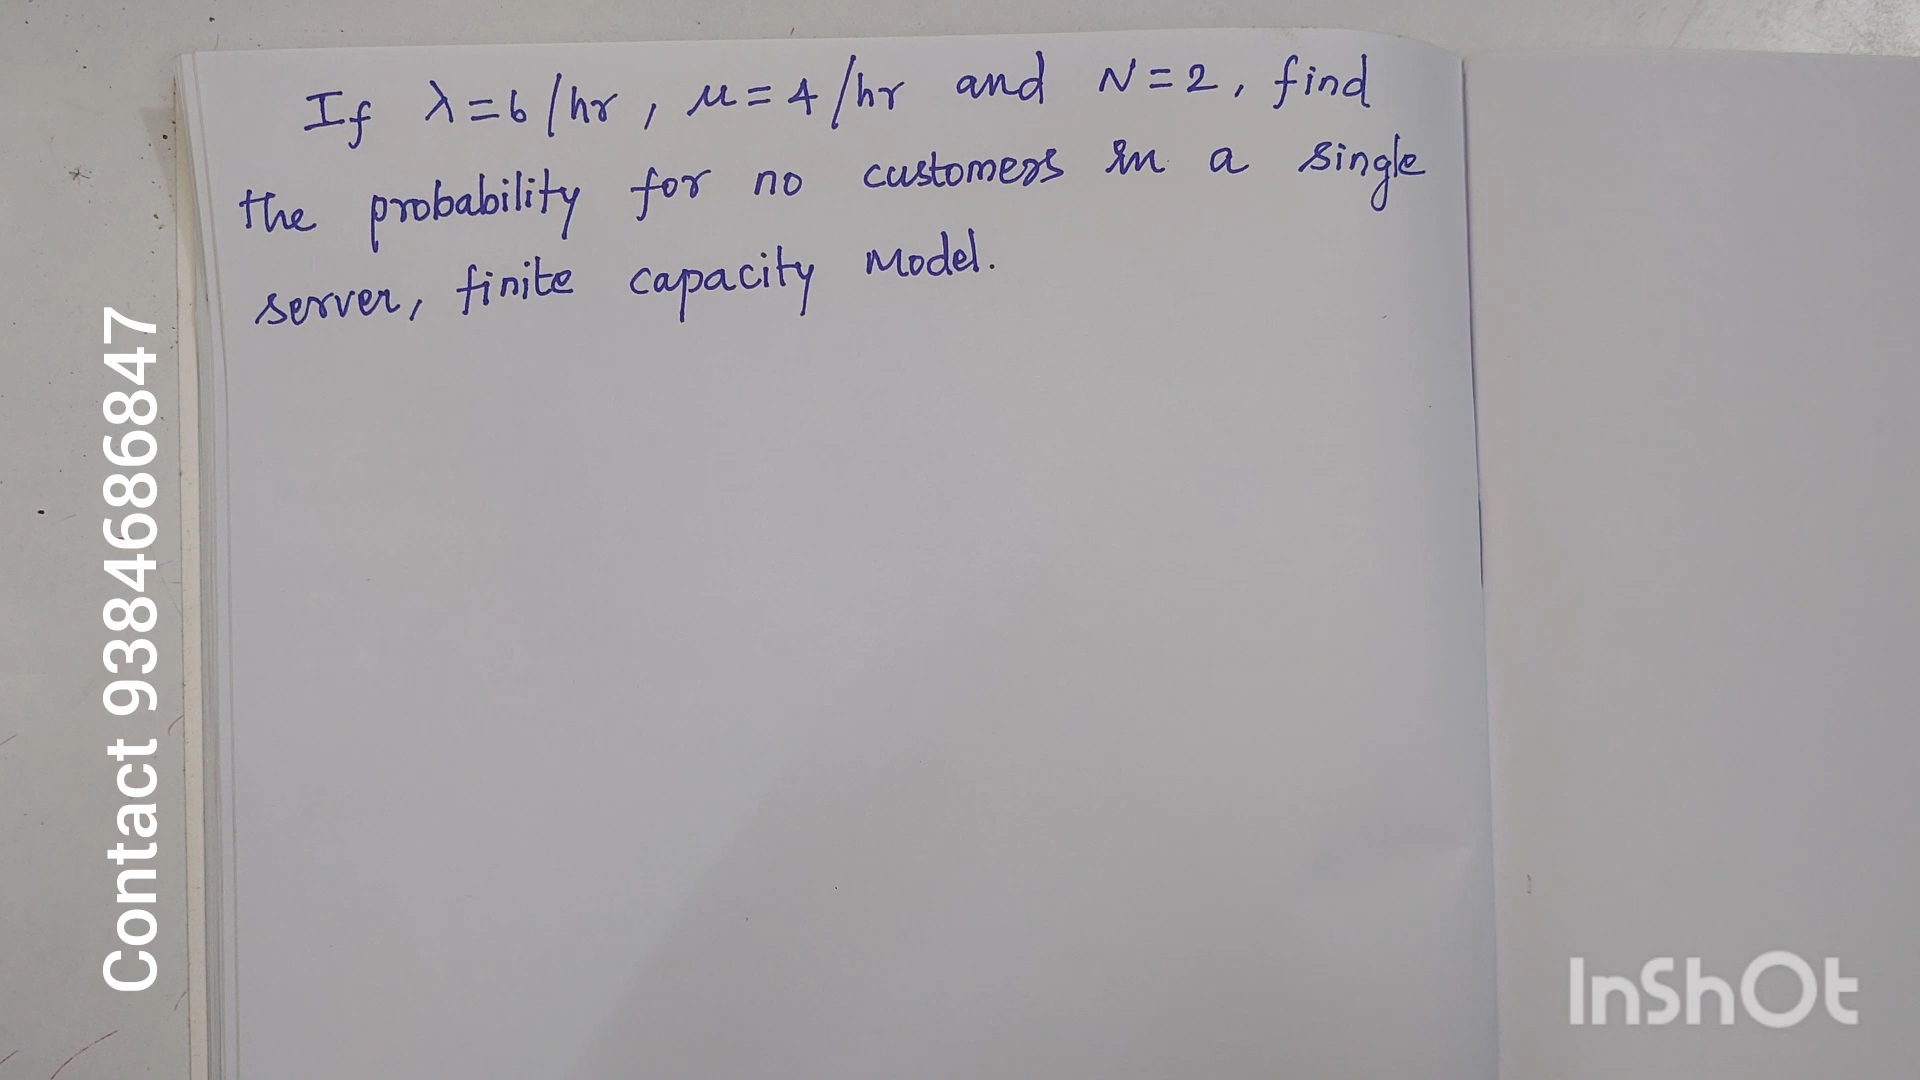 If λ=6/hr, μ=4/hr and N=2, find
the probability for no customers in a single
server, finite capacity Model.
Contact 9384686847
InShOt